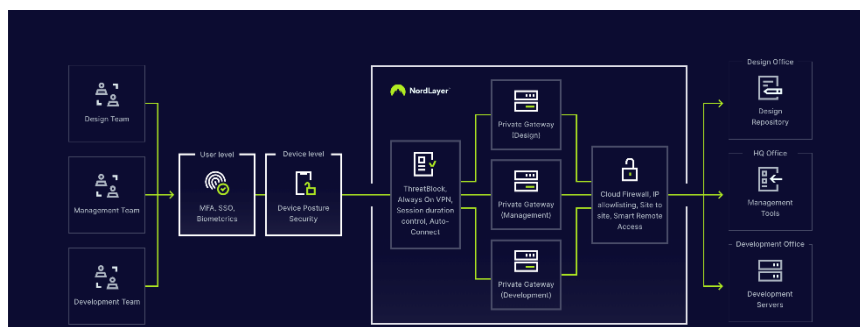 Design Team
Management Team
Development Team
User level
MFA, SSO,
Biometerics
Device level
Device Posture
Security
NordLayer
ThreatBlock,
Always On VPN,
Session duration
control, Auto-
Connect
Private Gateway
(Design)
Private Gateway
(Management)
Private Gateway
(Development)
Cloud Firewall, IP
allowlisting, Site to
site, Smart Remote
Access
Design Office
Design
Repository
HQ Office
Management
Tools
Development Office
Development
Servers